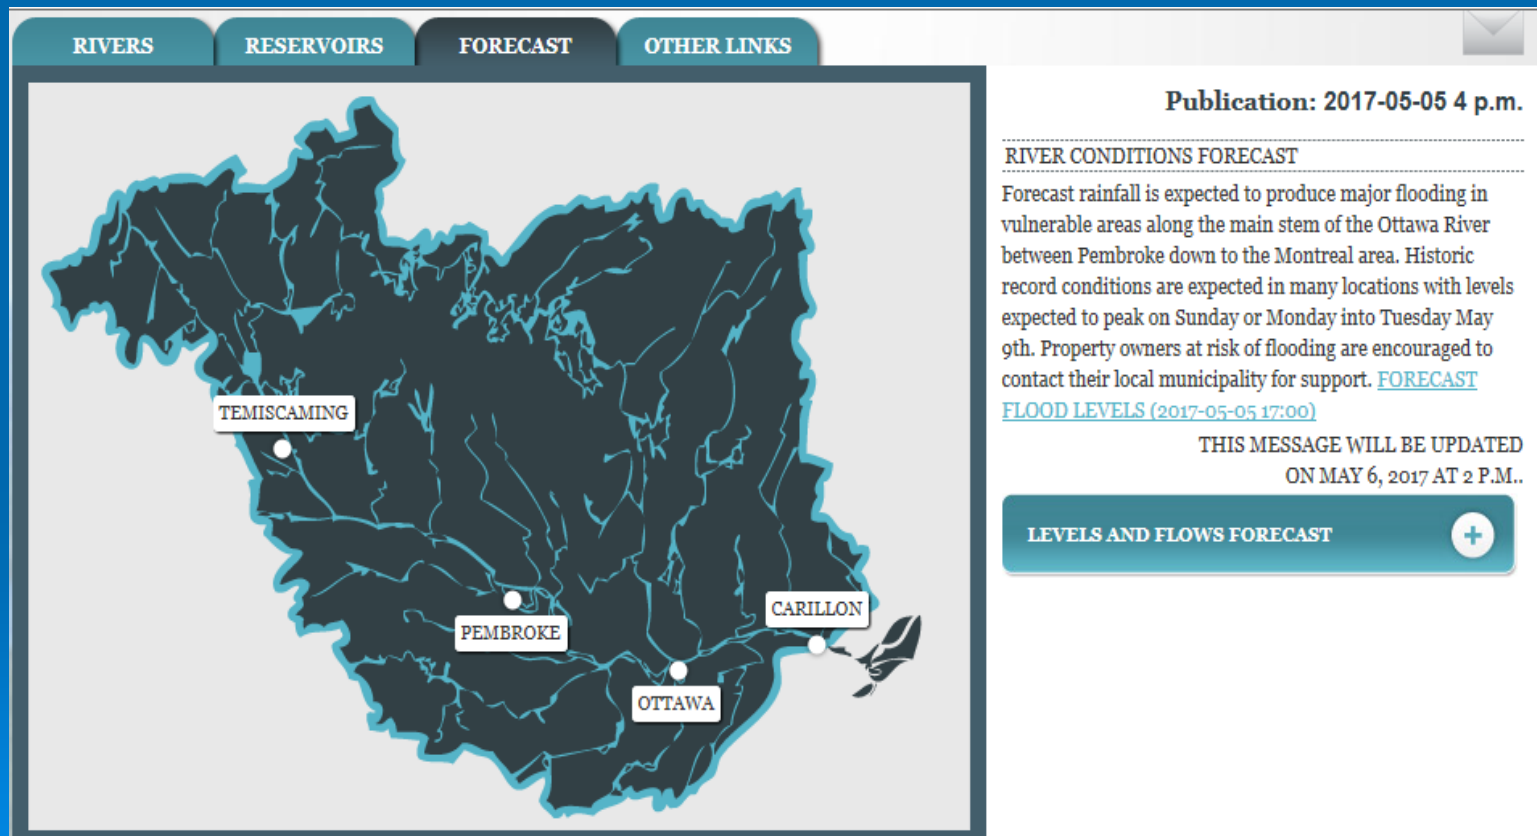 RIVERS
RESERVOIRS
FORECAST
OTHER LINKS
TEMISCAMING
PEMBROKE
CARILLON
OTTAWA
Publication: 2017-05-05 4 p.m.
RIVER CONDITIONS FORECAST
Forecast rainfall is expected to produce major flooding in
vulnerable areas along the main stem of the Ottawa River
between Pembroke down to the Montreal area. Historic
record conditions are expected in many locations with levels
expected to peak on Sunday or Monday into Tuesday May
9th. Property owners at risk of flooding are encouraged to
contact their local municipality for support. FORECAST
FLOOD LEVELS (2017-05-05 17:00)
THIS MESSAGE WILL BE UPDATED
ON MAY 6, 2017 AT 2 P.M..
LEVELS AND FLOWS FORECAST +